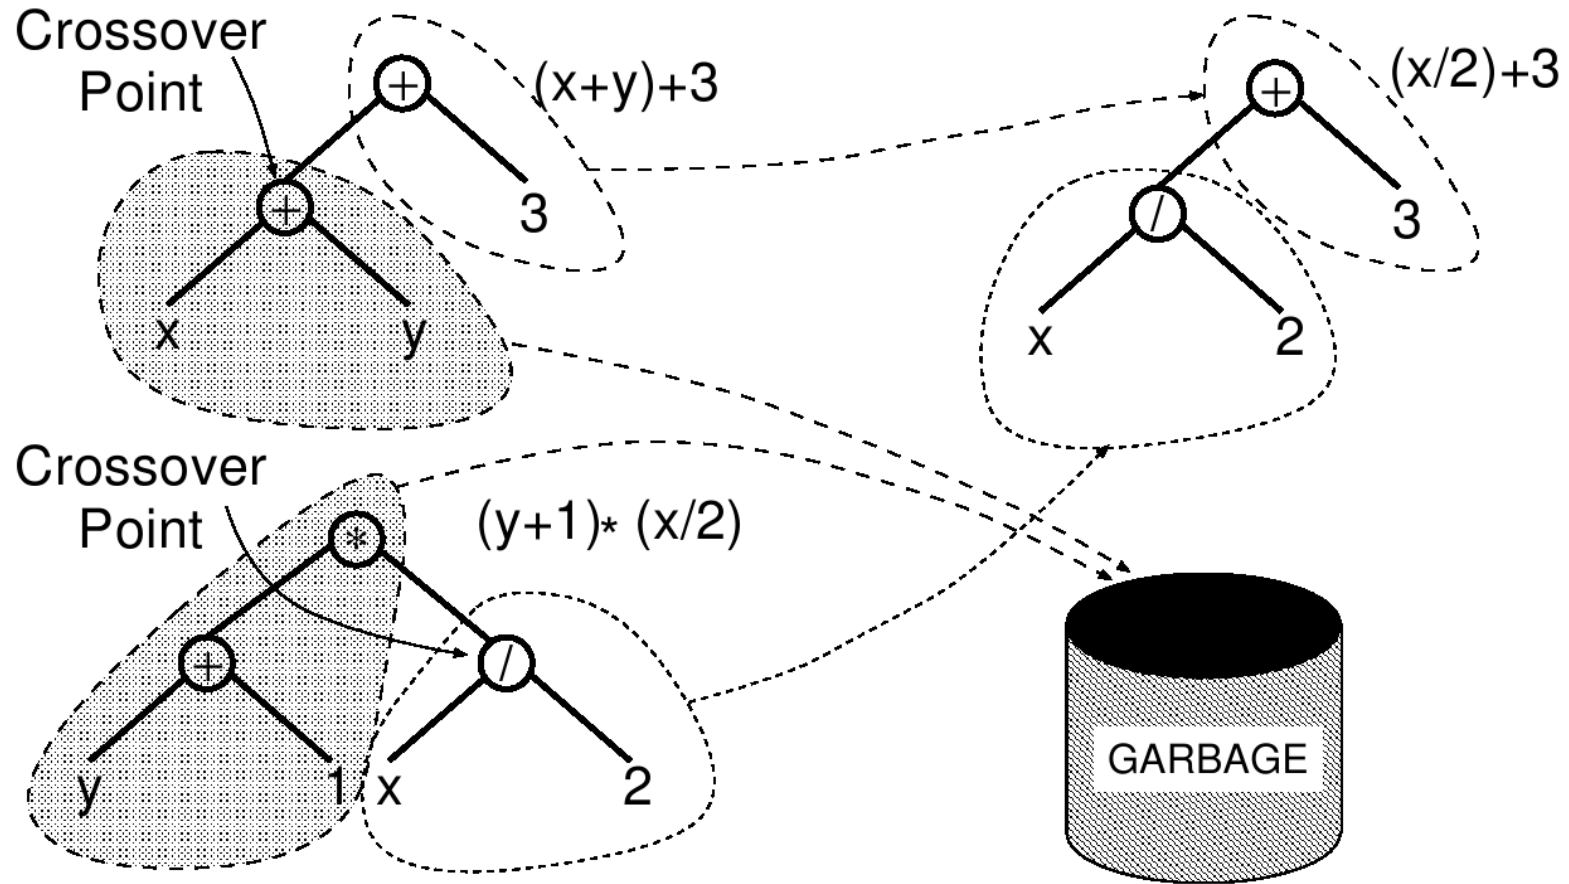 Crossover
Point
+
(x+y)+3
+
3
x
y
+
(x/2)+3
/
3
x
2
Crossover
Point
*
(y+1)* (x/2)
+
/
y
1
x
2
GARBAGE